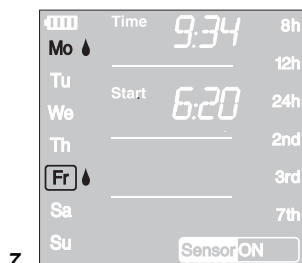 Time 9:34 8h
Mo
12h
Tu
Start 6:20 24h
We
Th 2nd
Fr 3rd
Sa 7th
Su Sensor ON
7